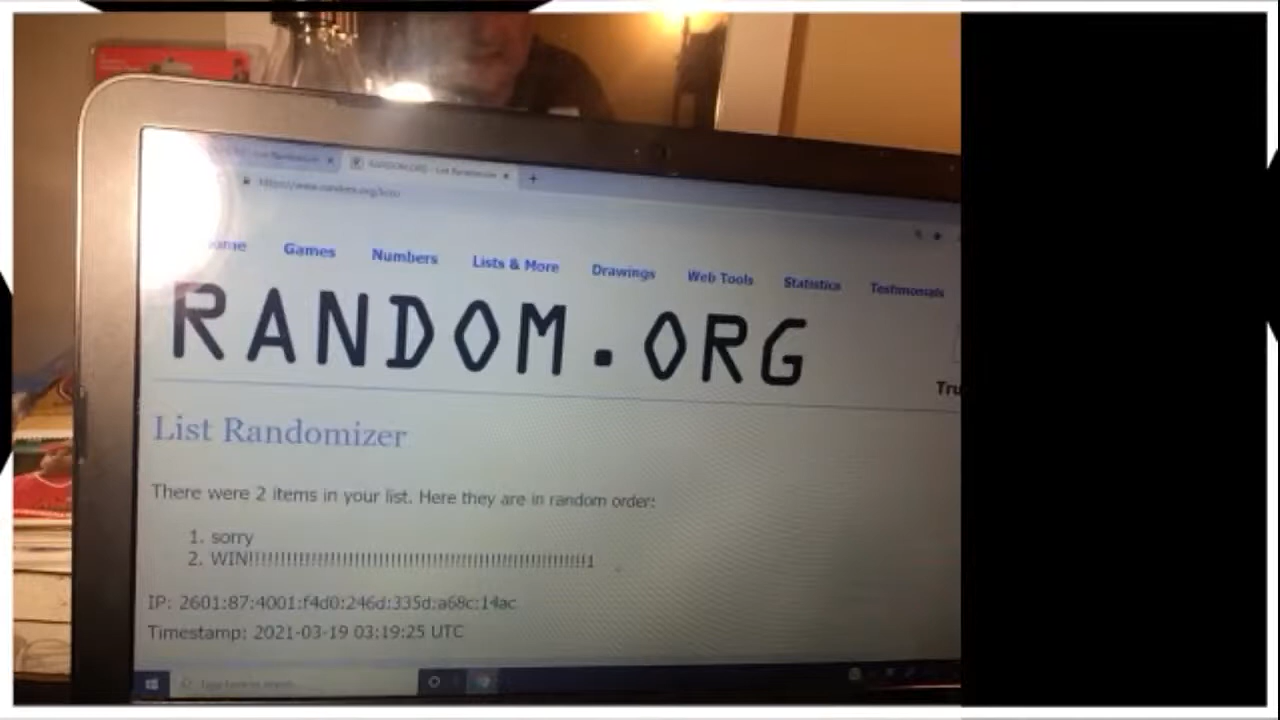 Games Numbers Lists & More Drawings Web Tools Statistics Testimonials
RANDOM.ORG
Tru
List Randomizer
There were 2 items in your list. Here they are in random order:
1. sorry
2. WIN!!!!!!!!!!!!!!!!!!!!!!!!!!!!!!!!!!!!!!!!!!!!!!!!!!!!!1
IP: 2601:87:4001:f4d0:246d:335d:a68c:14ac
Timestamp: 2021-03-19 03:19:25 UTC